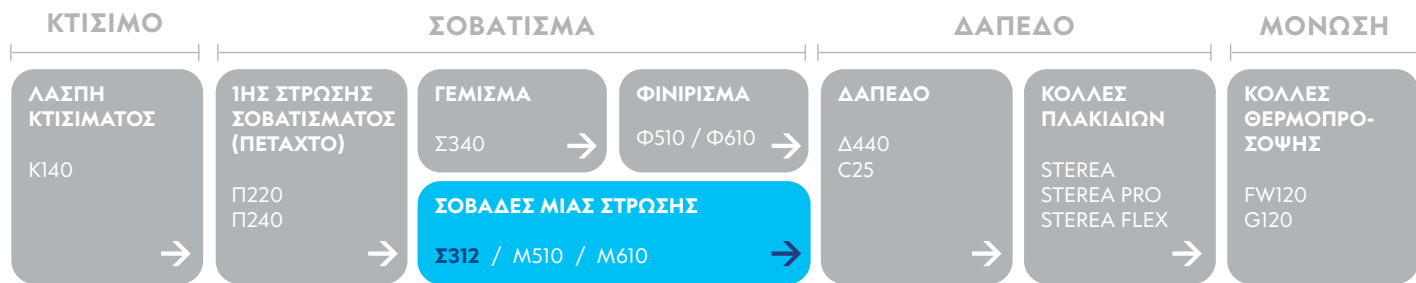 ΚΤΙΣΙΜΟ
ΣΟΒΑΤΙΣΜΑ
ΔΑΠΕΔΟ
ΜΟΝΩΣΗ
ΛΑΣΠΗ
ΚΤΙΣΙΜΑΤΟΣ
Κ140
1ΗΣ ΣΤΡΩΣΗΣ
ΣΟΒΑΤΙΣΜΑΤΟΣ
(ΠΕΤΑΧΤΟ)
Π220
Π240
ΓΕΜΙΣΜΑ
Σ340
ΦΙΝΙΡΙΣΜΑ
Φ510 / Φ610
ΣΟΒΑΔΕΣ ΜΙΑΣ ΣΤΡΩΣΗΣ
Σ312 / Μ510 / Μ610
ΔΑΠΕΔΟ
Δ440
C25
ΚΟΛΛΕΣ
ΠΛΑΚΙΔΙΩΝ
STEREA
STEREA PRO
STEREA FLEX
ΚΟΛΛΕΣ
ΘΕΡΜΟΠΡΟ-
ΣΟΨΗΣ
FW120
G120